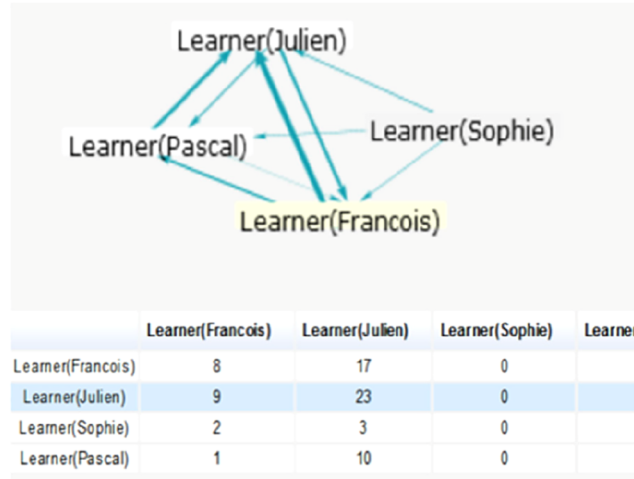 Learner(Julien)
Learner(Sophie)
Learner(Pascal)
Learner(Francois)
Learner(Francois) Learner(Julien) Learner(Sophie) Learner
Learner(Francois) 8 17 0
Learner(Julien) 9 23 0
Learner(Sophie) 2 3 0
Learner(Pascal) 1 10 0